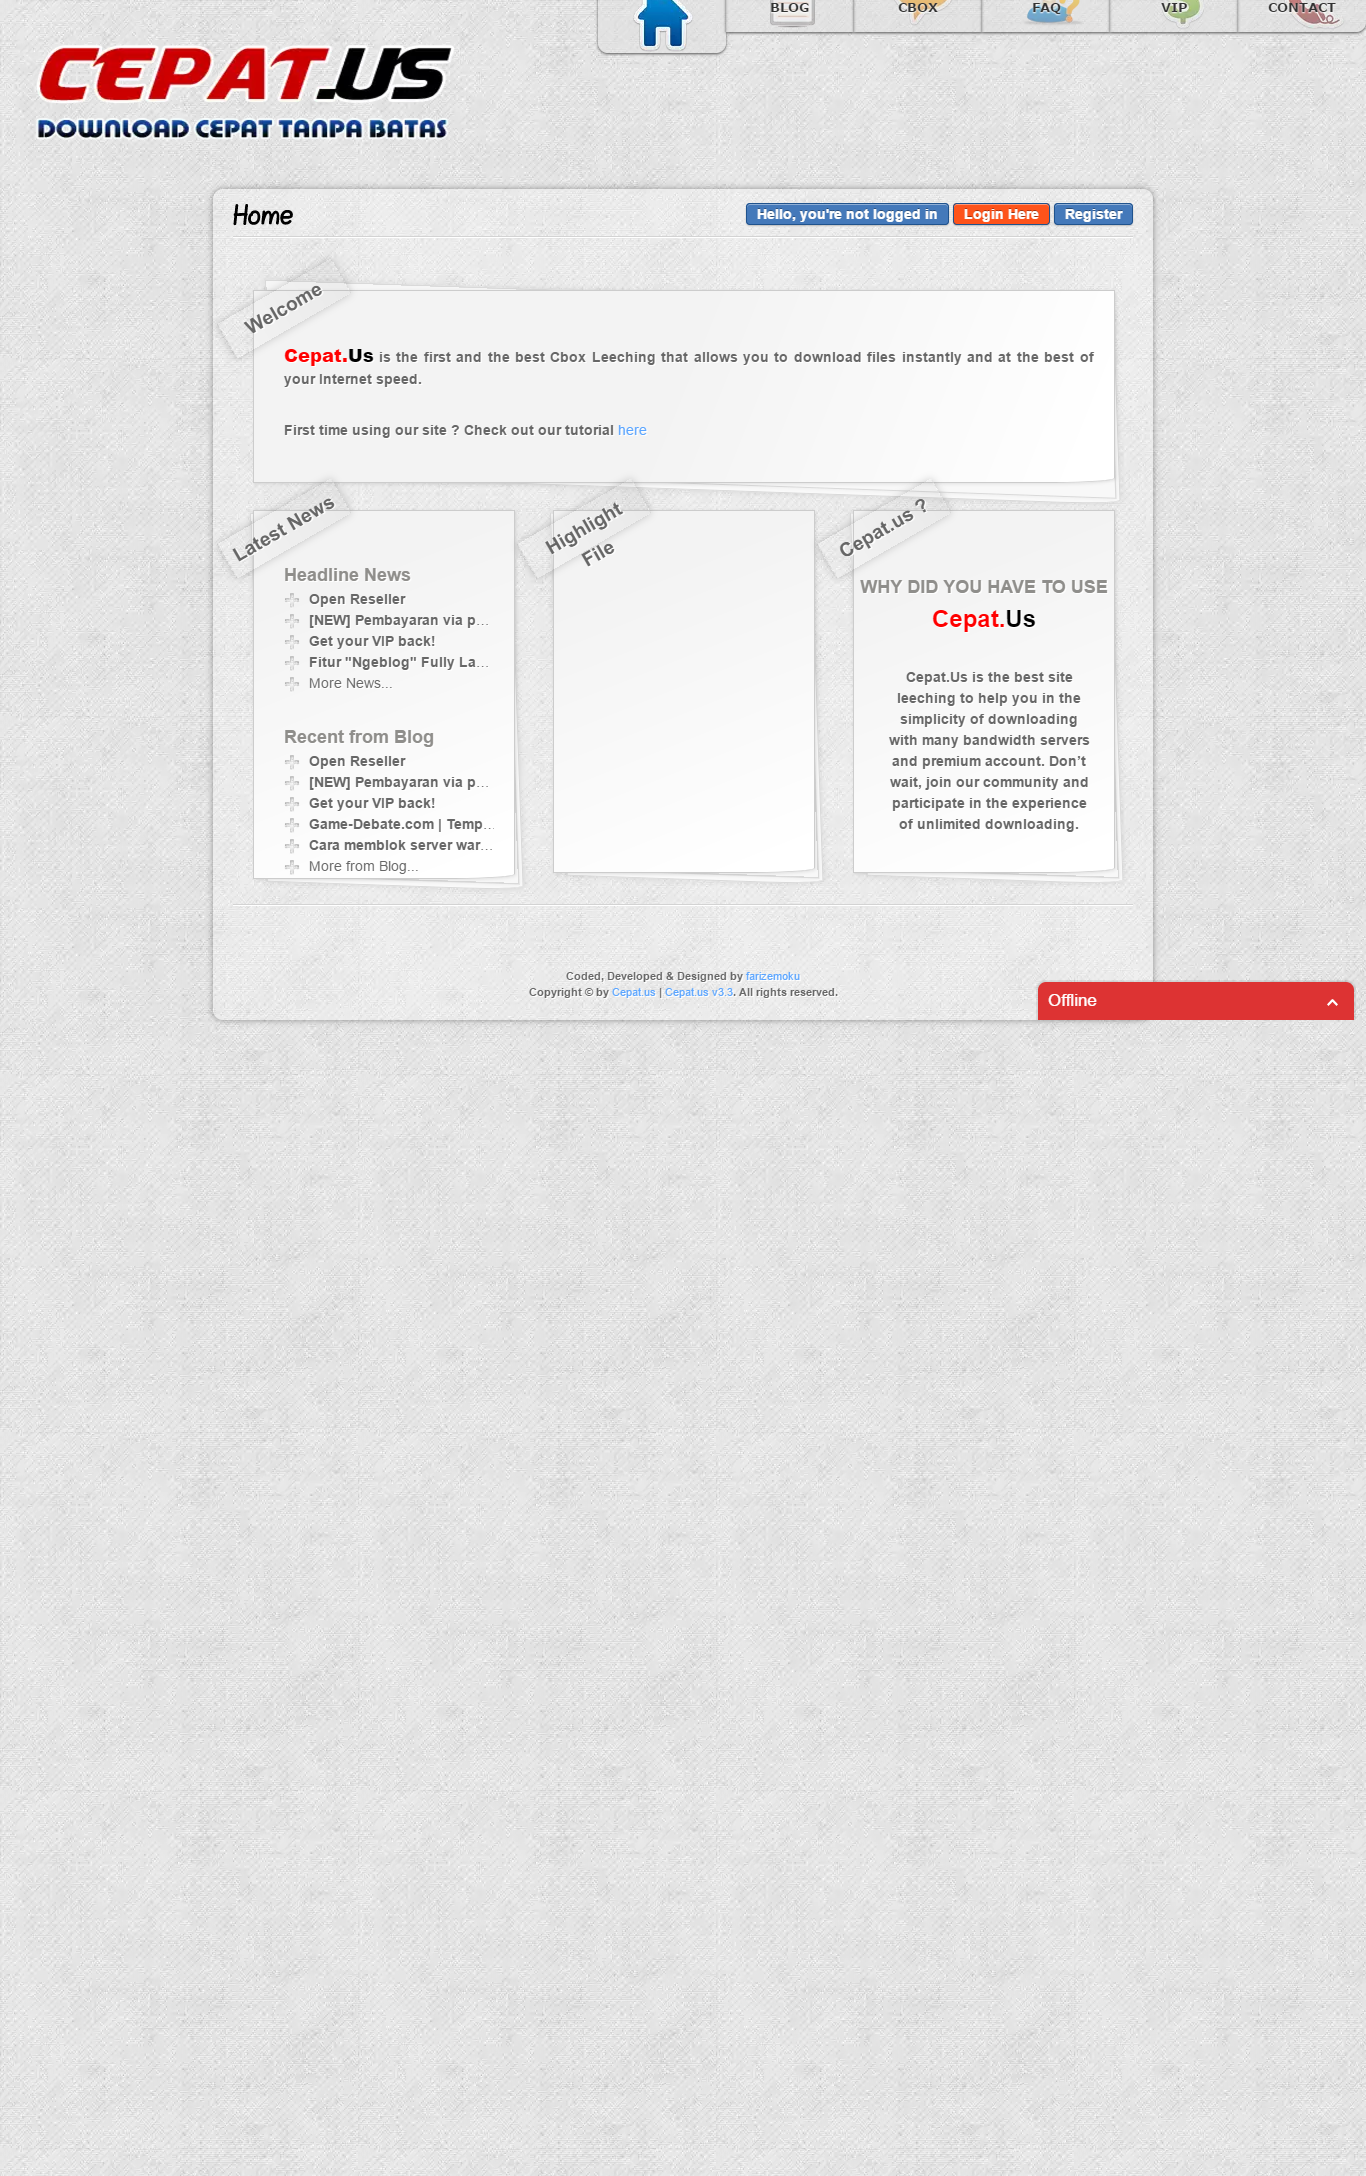 BLOG
CBOX
FAQ
VIP
CONTACT
CEPAT.US
DOWNLOAD CEPAT TANPA BATAS
Home
Hello, you're not logged in
Login Here
Register
Welcome
Cepat.Us is the first and the best Cbox Leeching that allows you to download files instantly and at the best of
your Internet speed.
First time using our site ? Check out our tutorial here
Latest News
Headline News
Open Reseller
[NEW] Pembayaran via p...
Get your VIP back!
Fitur "Ngeblog" Fully La...
More News...
Recent from Blog
Open Reseller
[NEW] Pembayaran via p...
Get your VIP back!
Game-Debate.com | Temp...
Cara memblok server war...
More from Blog...
Highlight
File
Cepat.us ?
WHY DID YOU HAVE TO USE
Cepat.Us
Cepat.Us is the best site
leeching to help you in the
simplicity of downloading
with many bandwidth servers
and premium account. Don't
wait, join our community and
participate in the experience
of unlimited downloading.
Coded, Developed & Designed by farizemoku
Copyright © by Cepat.us | Cepat.us v3.3. All rights reserved.
Offline